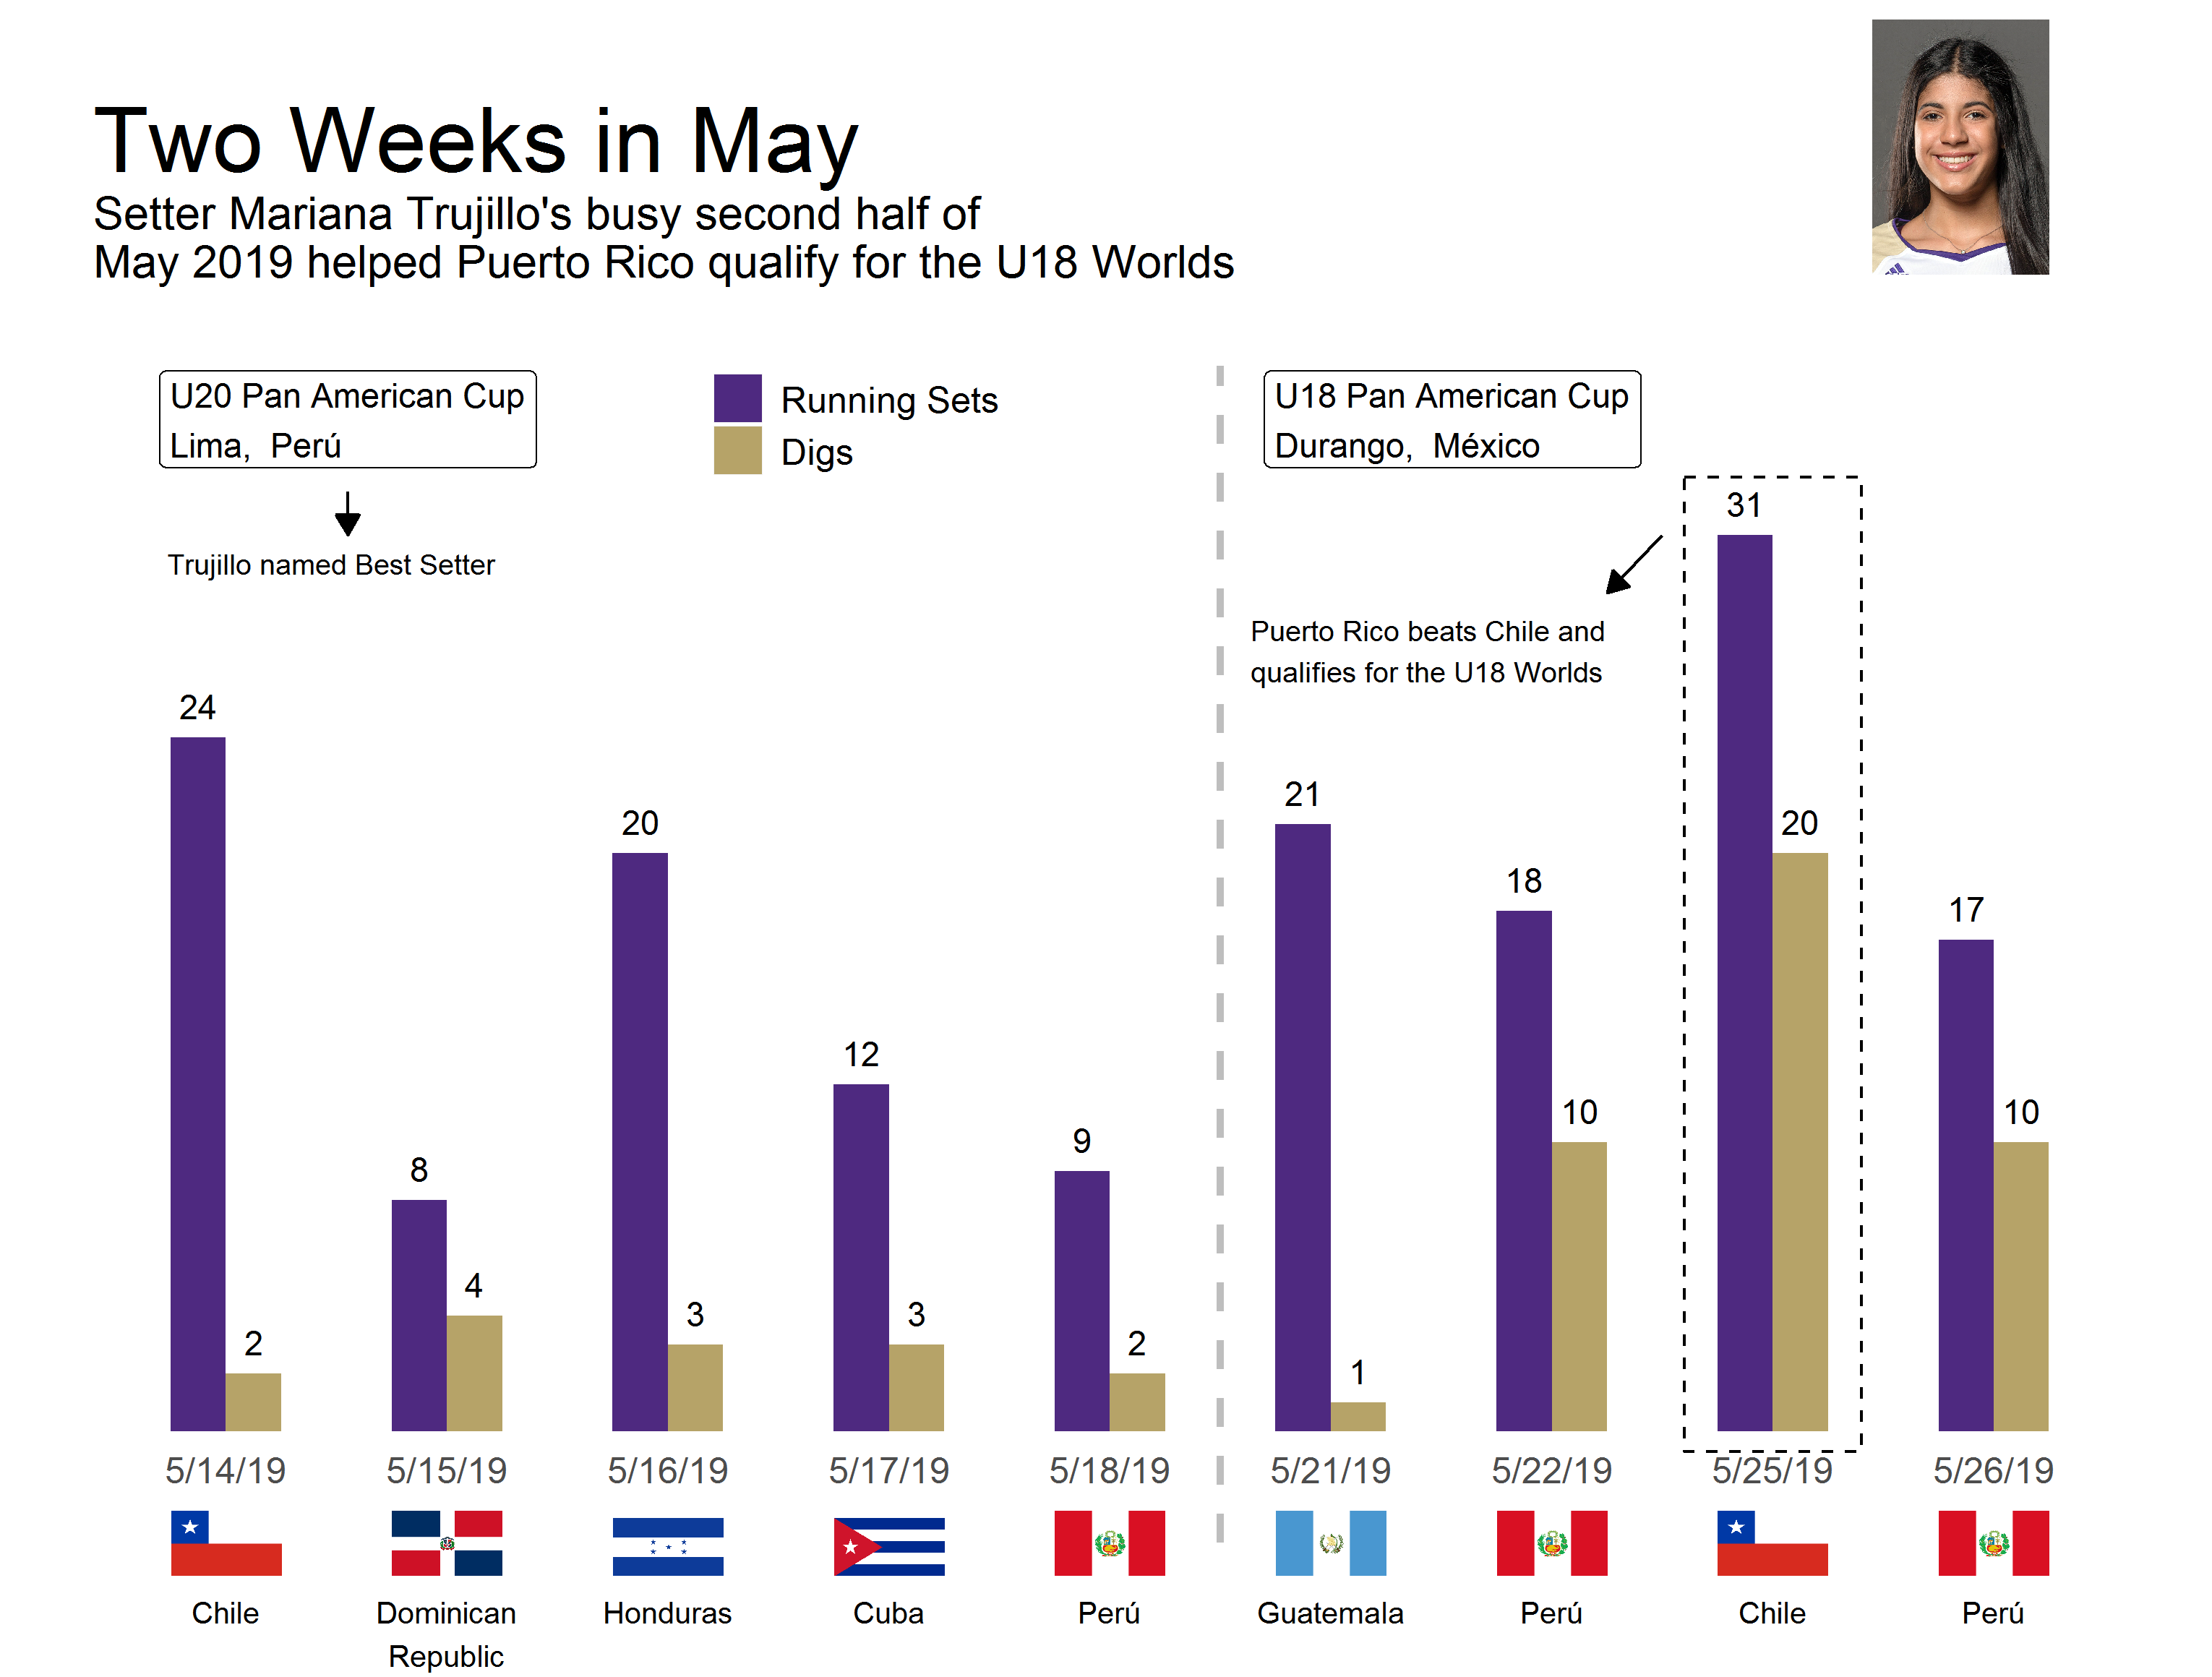 Two Weeks in May
Setter Mariana Trujillo's busy second half of
May 2019 helped Puerto Rico qualify for the U18 Worlds
U20 Pan American Cup
Lima,  Perú
Trujillo named Best Setter
Running Sets
Digs
U18 Pan American Cup
Durango,  México
Puerto Rico beats Chile and
qualifies for the U18 Worlds
24
2
8
4
20
3
12
3
9
2
21
1
18
10
31
20
17
10
5/14/19
5/15/19
5/16/19
5/17/19
5/18/19
5/21/19
5/22/19
5/25/19
5/26/19
Chile
Dominican
Republic
Honduras
Cuba
Perú
Guatemala
Perú
Chile
Perú